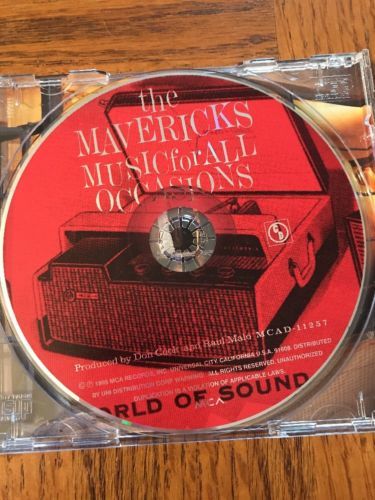 the
MAVERICKS
MUSIC for ALL
OCCASIONS
CD
Produced by Don Cook and Raul Malo MCAD-11257
© ℗ 1995 MCA RECORDS, INC. UNIVERSAL CITY, CALIFORNIA U.S.A. 91608. DISTRIBUTED
BY UNI DISTRIBUTION CORP. WARNING: ALL RIGHTS RESERVED. UNAUTHORIZED
DUPLICATION IS A VIOLATION OF APPLICABLE LAWS.
ORLD OF SOUND
MCA